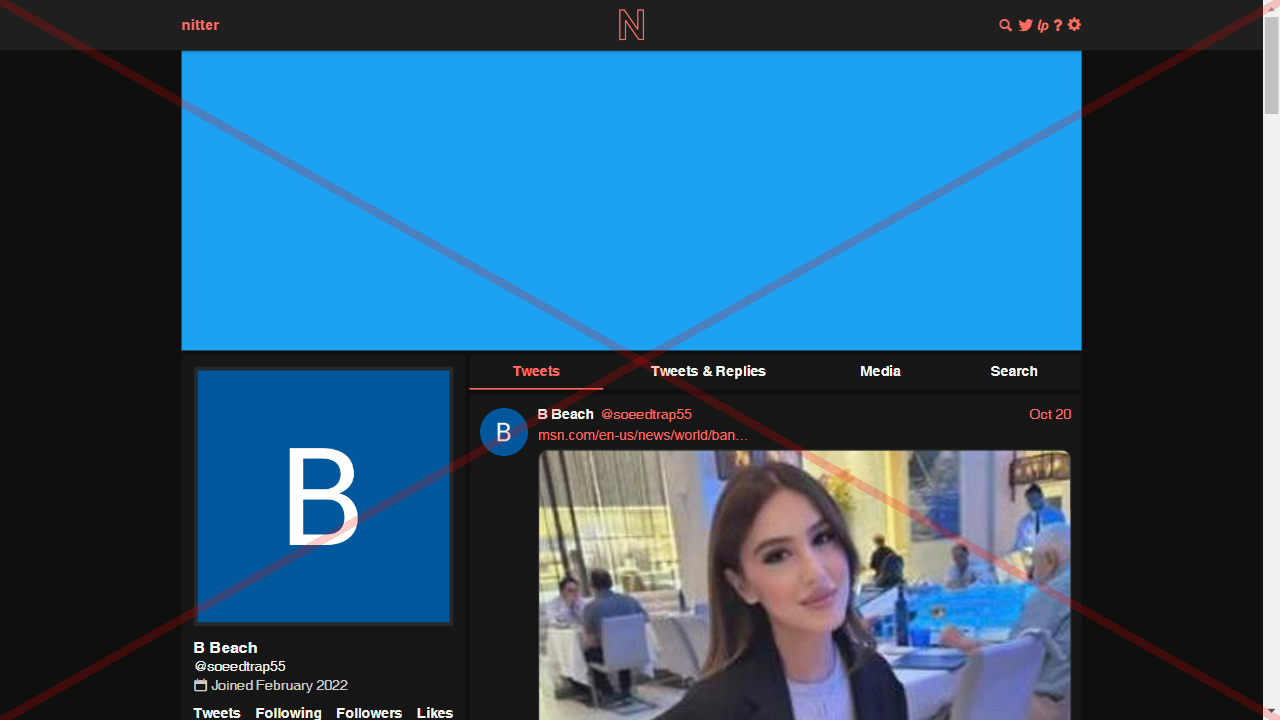 nitter
N
lp ?
Tweets
Tweets & Replies
Media
Search
B
B Beach @soeedtrap55
Oct 20
msn.com/en-us/news/world/ban…
B
B Beach
@soeedtrap55
Joined February 2022
Tweets Following Followers Likes